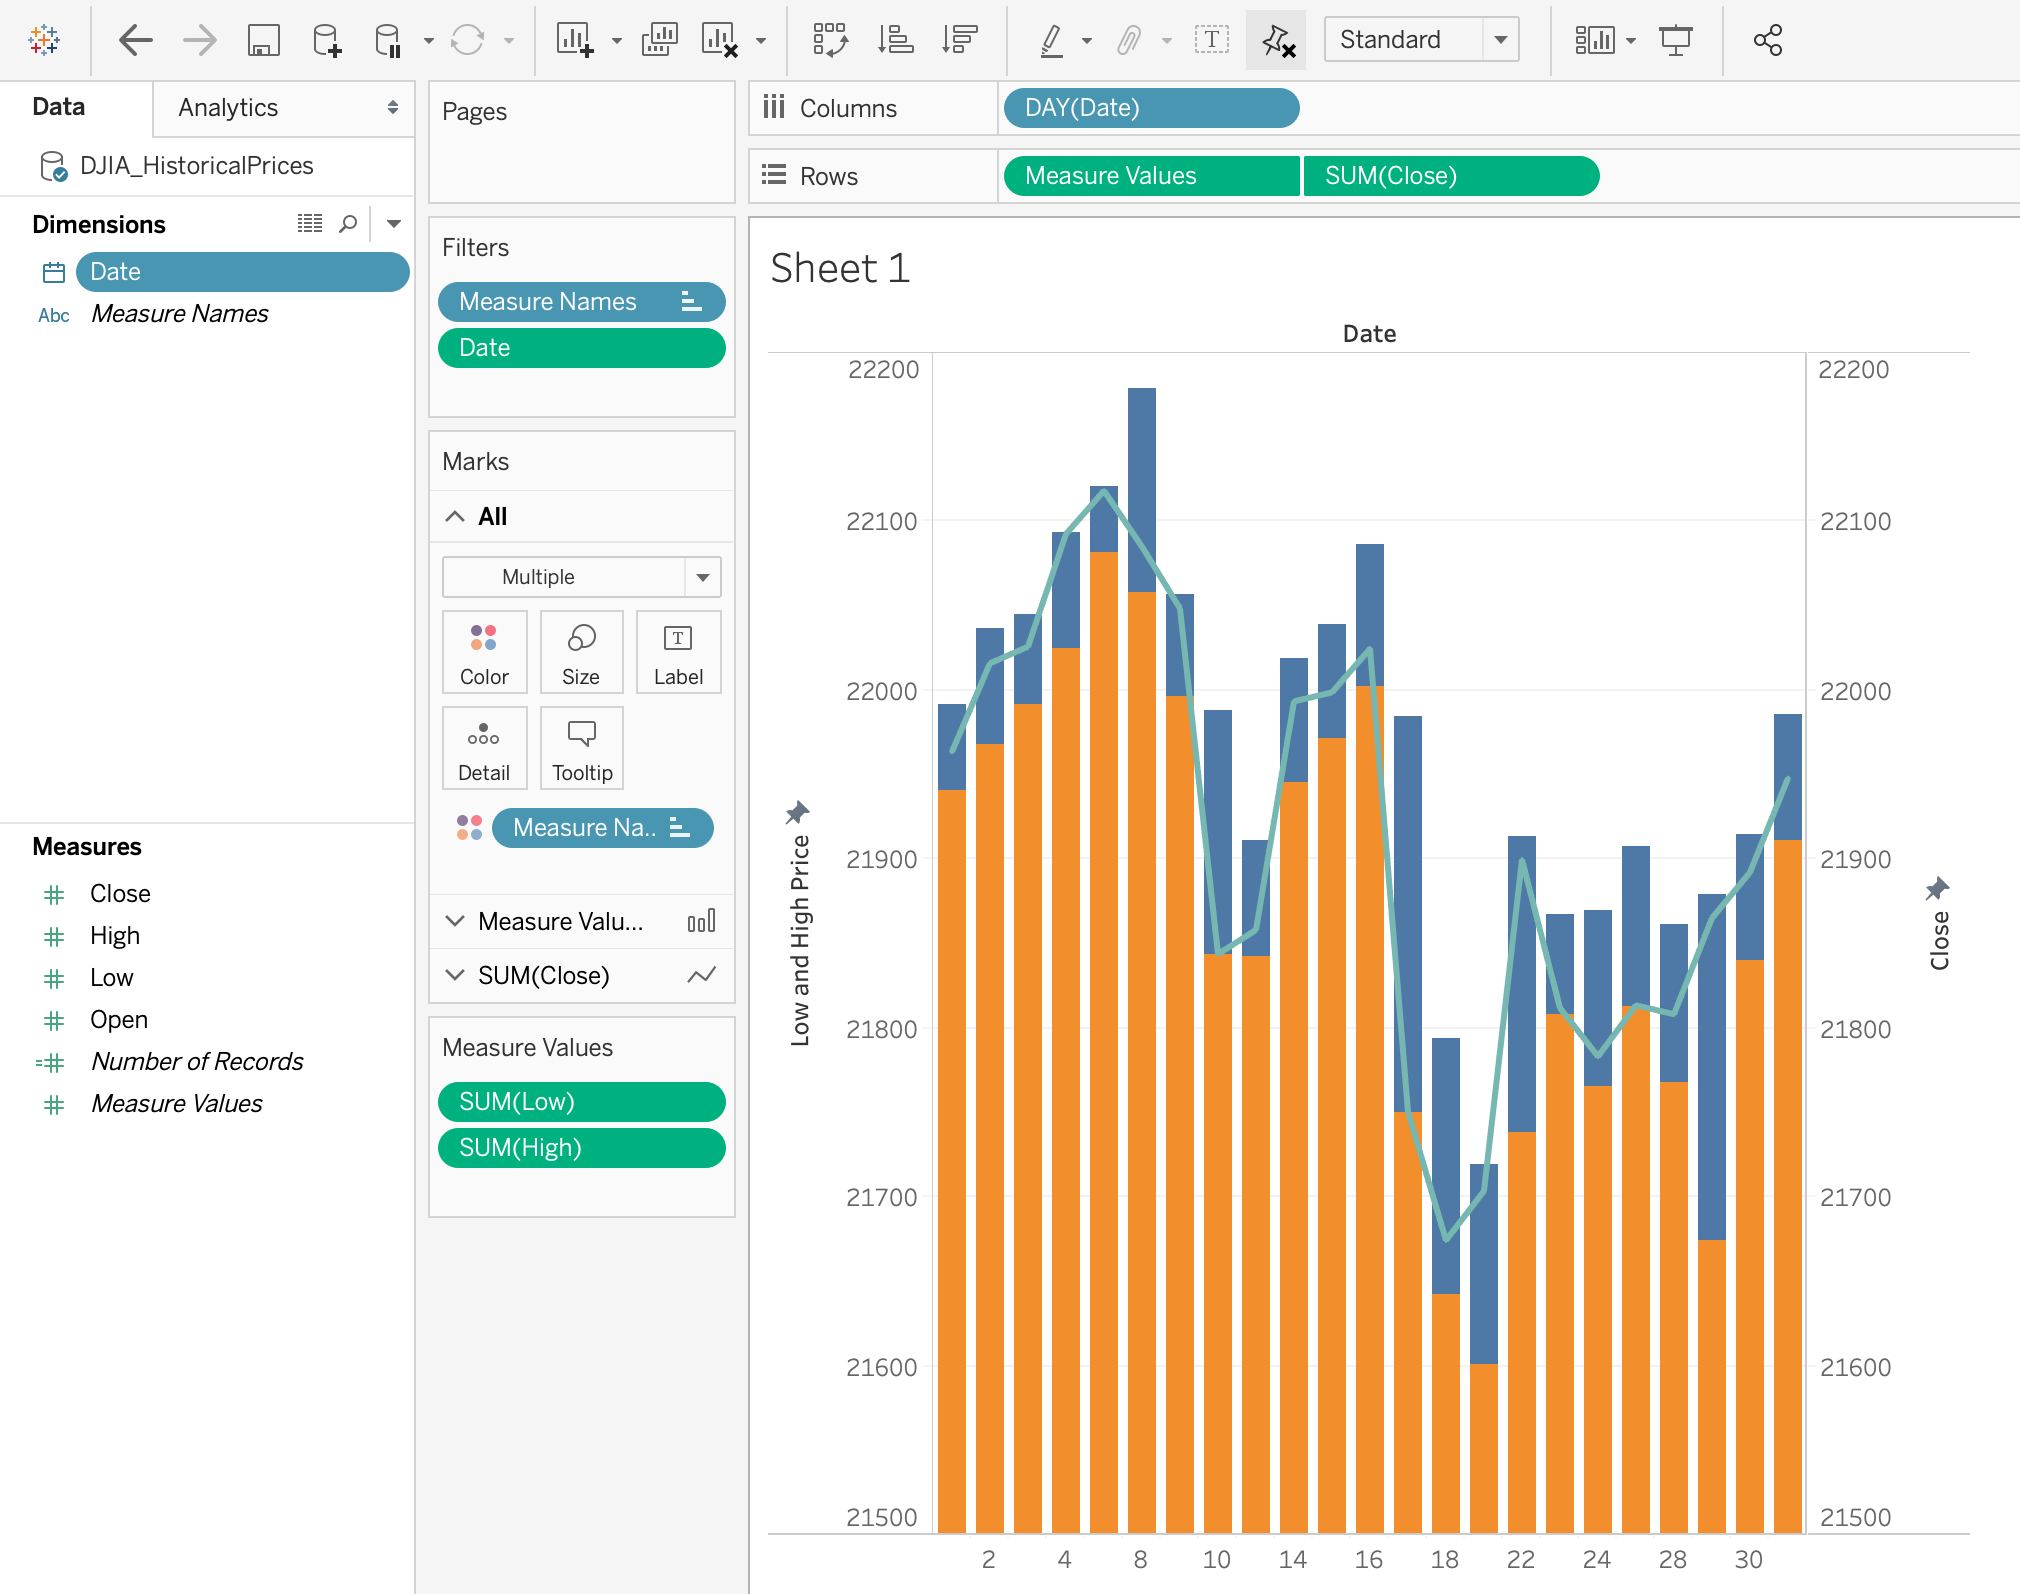 Standard
Data
Analytics
DJIA_HistoricalPrices
Dimensions
Date
Abc
Measure Names
Measures
Close
High
Low
Open
Number of Records
Measure Values
Pages
Filters
Measure Names
Date
Marks
All
Multiple
Color
Size
T
Label
Detail
Tooltip
Measure Na..
Measure Valu...
SUM(Close)
Measure Values
SUM(Low)
SUM(High)
Columns
DAY(Date)
Rows
Measure Values
SUM(Close)
Sheet 1
Date
Low and High Price
22200
22100
22000
21900
21800
21700
21600
21500
22200
22100
22000
21900
21800
21700
21600
21500
Close
2 4 8 10 14 16 18 22 24 28 30